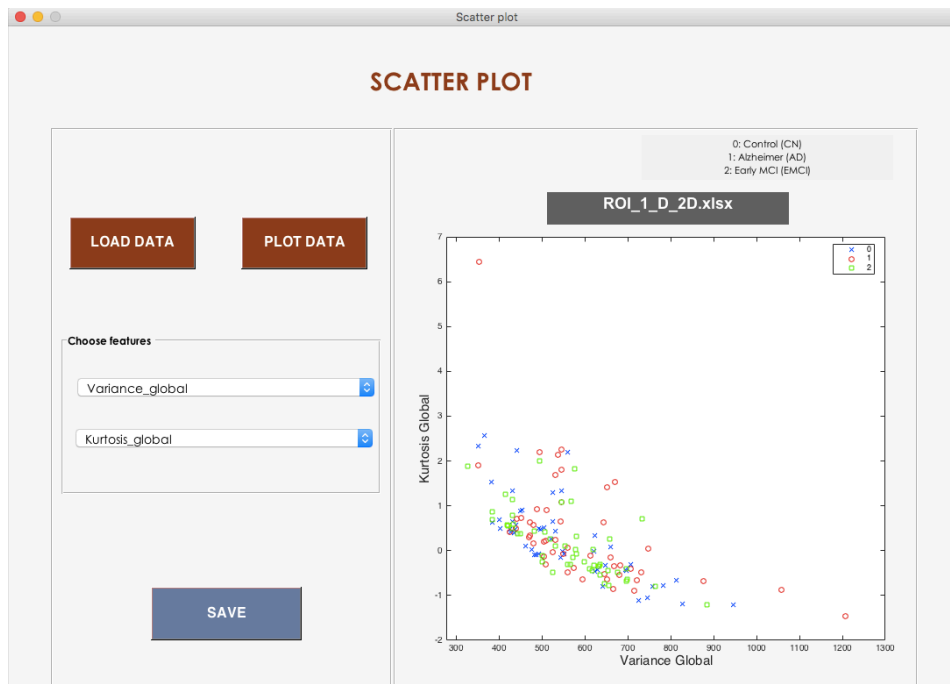 Scatter plot
SCATTER PLOT
LOAD DATA
PLOT DATA
Choose features
Variance_global
Kurtosis_global
SAVE
0: Control (CN)
1: Alzheimer (AD)
2: Early MCI (EMCI)
ROI_1_D_2D.xlsx
7
6
5
4
3
2
1
0
-1
-2
Kurtosis Global
0
1
2
300 400 500 600 700 800 900 1000 1100 1200 1300
Variance Global